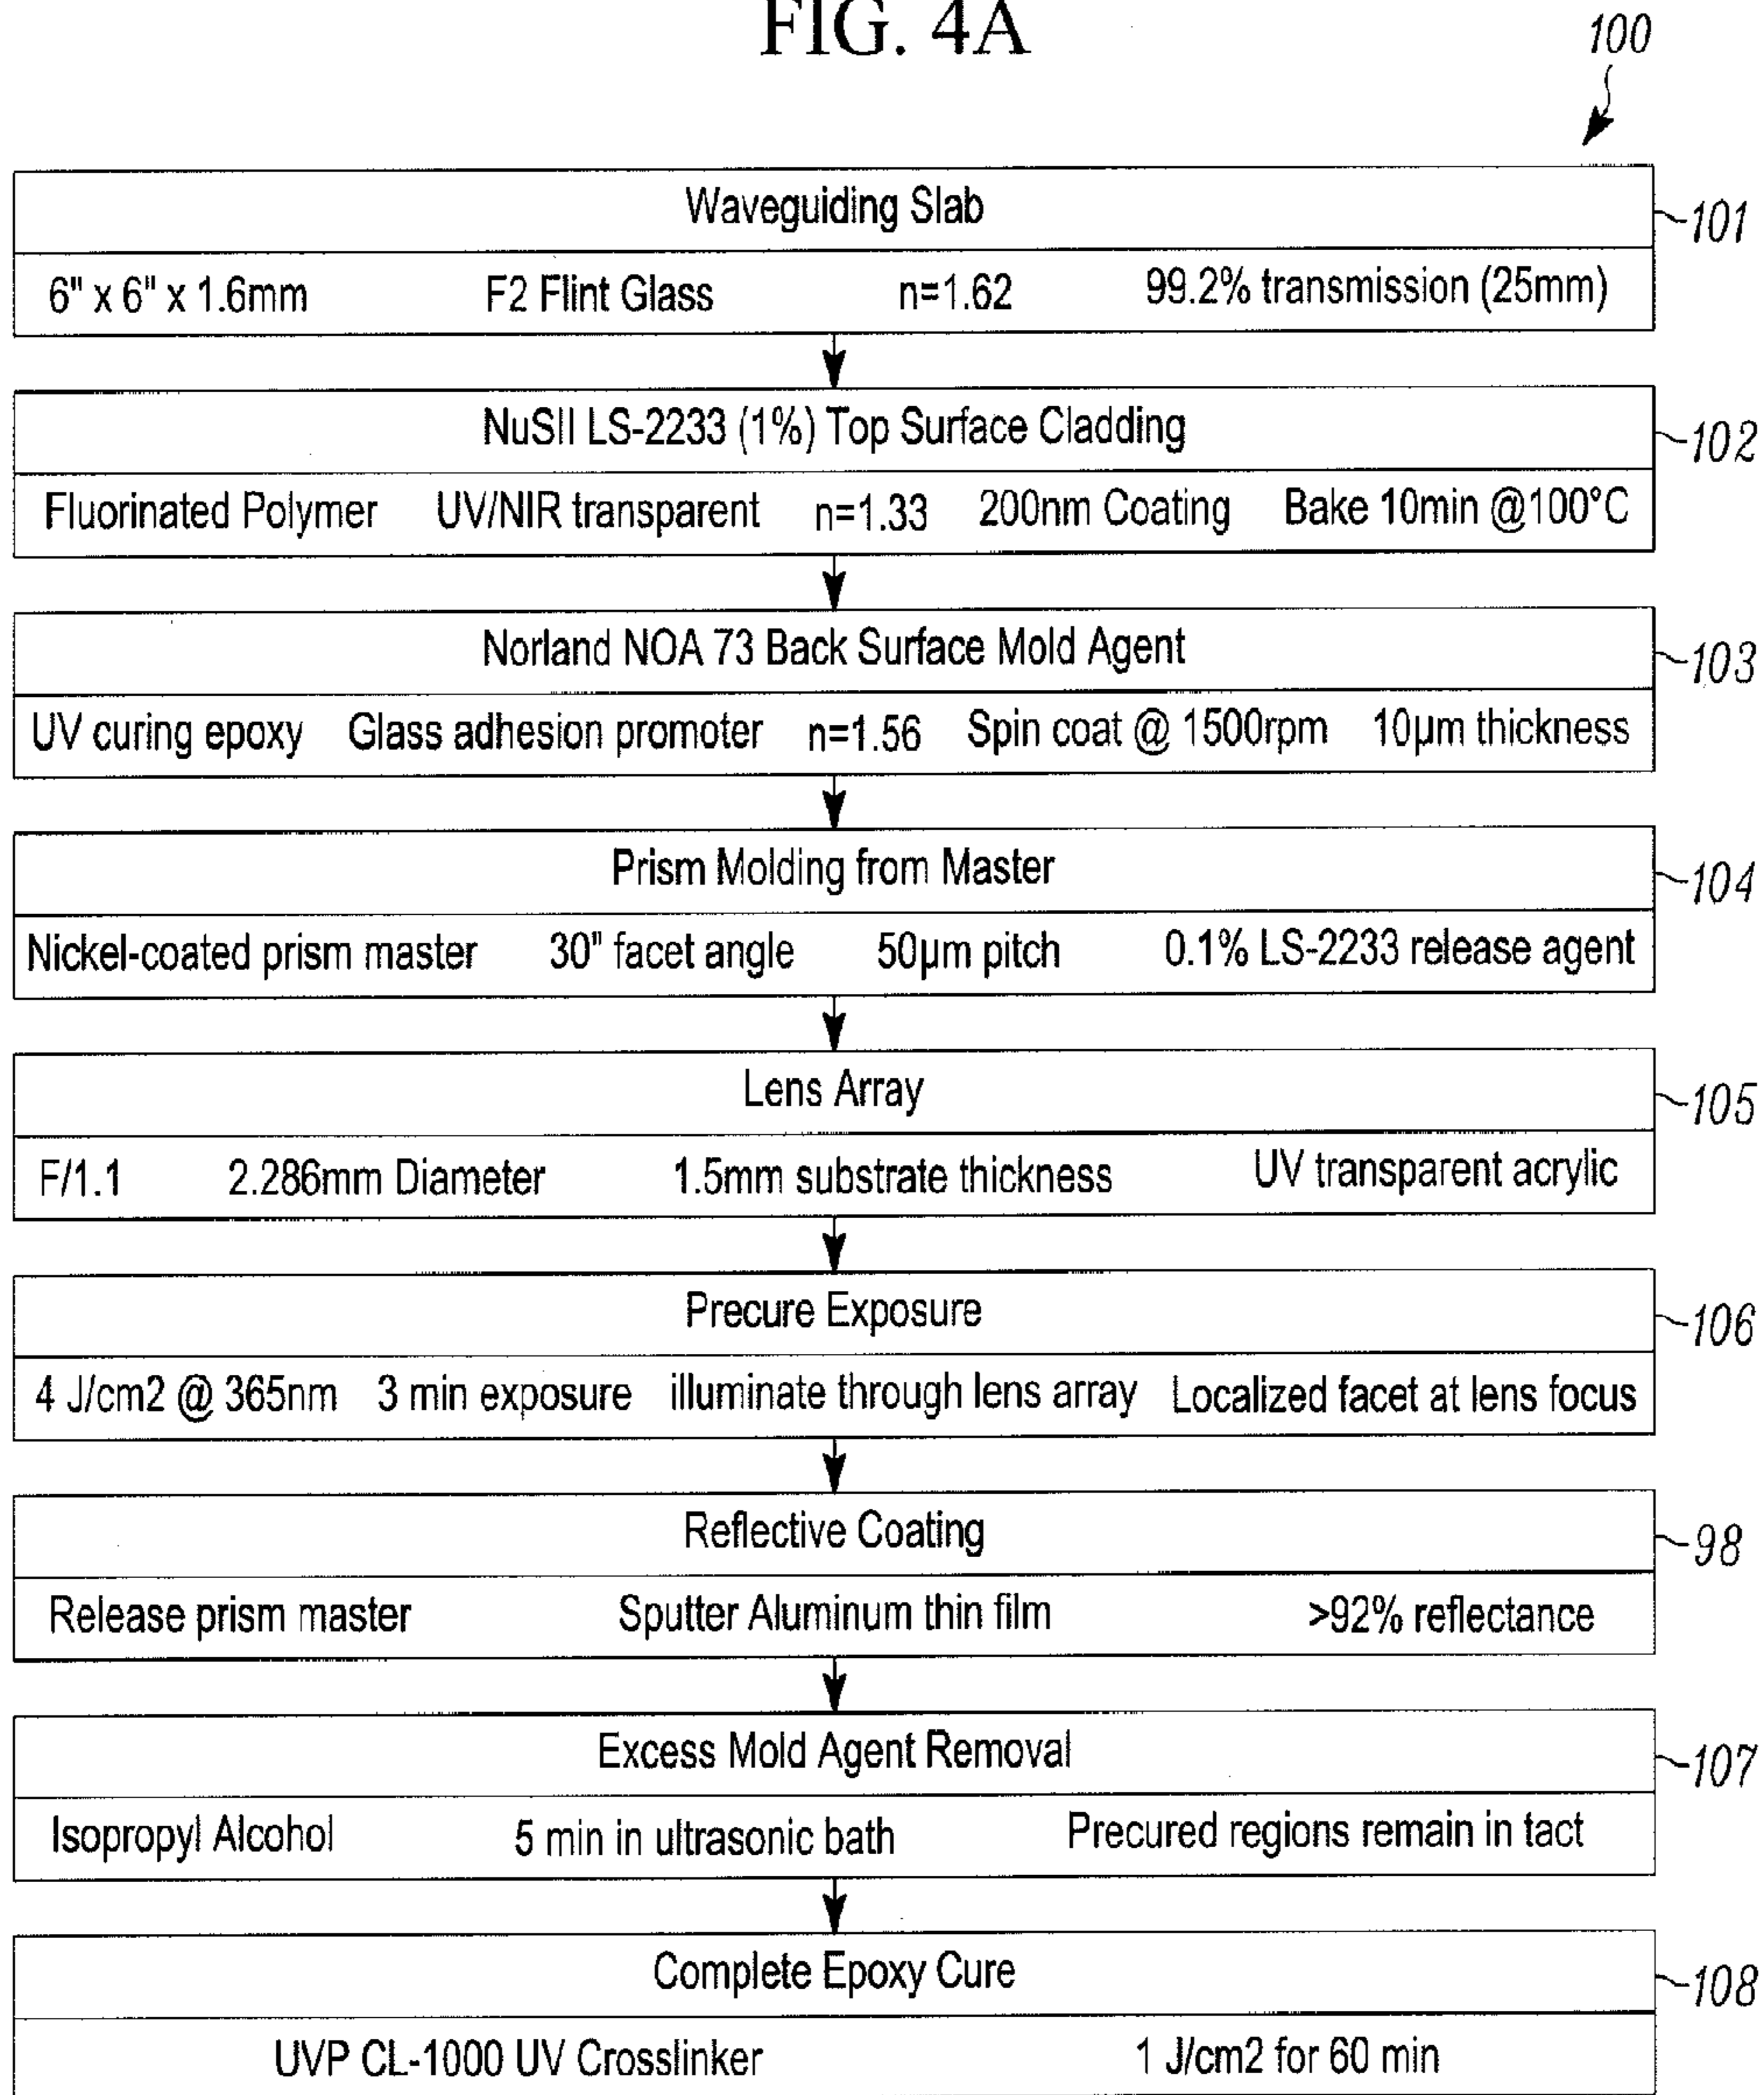 FIG. 4A
100
Waveguiding Slab
101
6" x 6" x 1.6mm F2 Flint Glass n=1.62 99.2% transmission (25mm)
NuSII LS-2233 (1%) Top Surface Cladding
102
Fluorinated Polymer UV/NIR transparent n=1.33 200nm Coating Bake 10min @100°C
Norland NOA 73 Back Surface Mold Agent
103
UV curing epoxy Glass adhesion promoter n=1.56 Spin coat @ 1500rpm 10µm thickness
Prism Molding from Master
104
Nickel-coated prism master 30" facet angle 50µm pitch 0.1% LS-2233 release agent
Lens Array
105
F/1.1 2.286mm Diameter 1.5mm substrate thickness UV transparent acrylic
Precure Exposure
106
4 J/cm2 @ 365nm 3 min exposure illuminate through lens array Localized facet at lens focus
Reflective Coating
98
Release prism master Sputter Aluminum thin film >92% reflectance
Excess Mold Agent Removal
107
Isopropyl Alcohol 5 min in ultrasonic bath Precured regions remain in tact
Complete Epoxy Cure
108
UVP CL-1000 UV Crosslinker 1 J/cm2 for 60 min